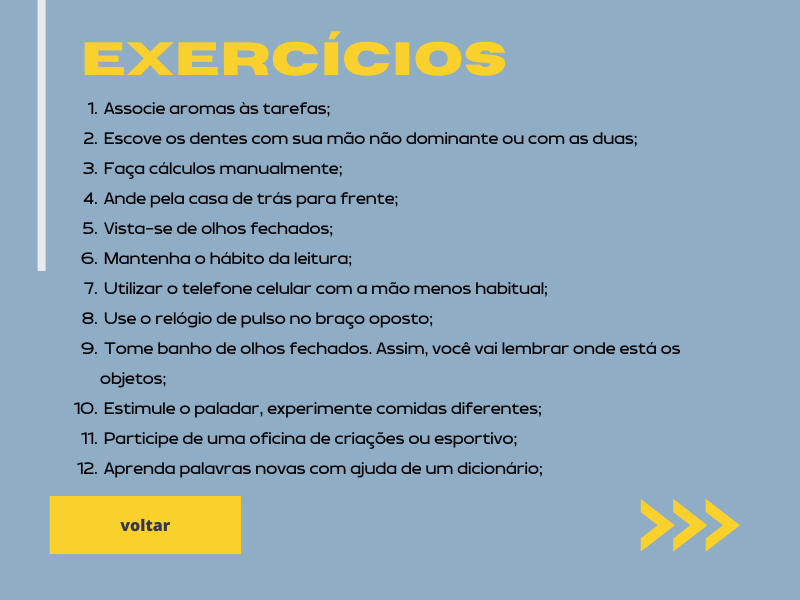 EXERCÍCIOS
1. Associe aromas às tarefas;
2. Escove os dentes com sua mão não dominante ou com as duas;
3. Faça cálculos manualmente;
4. Ande pela casa de trás para frente;
5. Vista-se de olhos fechados;
6. Mantenha o hábito da leitura;
7. Utilizar o telefone celular com a mão menos habitual;
8. Use o relógio de pulso no braço oposto;
9. Tome banho de olhos fechados. Assim, você vai lembrar onde está os
objetos;
10. Estimule o paladar, experimente comidas diferentes;
11. Participe de uma oficina de criações ou esportivo;
12. Aprenda palavras novas com ajuda de um dicionário;
voltar